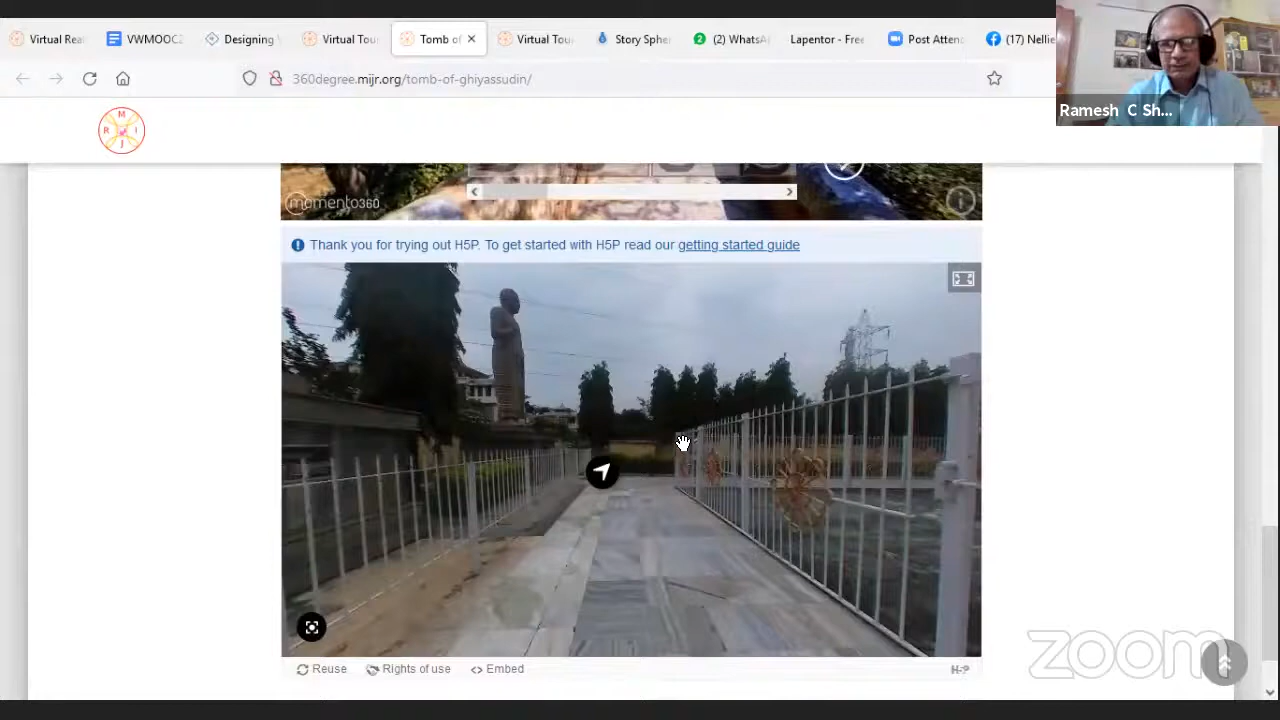 Virtual Rea
VWMOOC2
Designing V
Virtual Tou
Tomb of
Virtual Tou
Story Sphe
(2) WhatsA
Lapentor - Free
Post Atten
(17) Nellie
360degree.mijr.org/tomb-of-ghiyassudin/
Ramesh C Sh...
M
R I
J
momento360
Thank you for trying out H5P. To get started with H5P read our getting started guide
Reuse
Rights of use
Embed
H-P
zoom